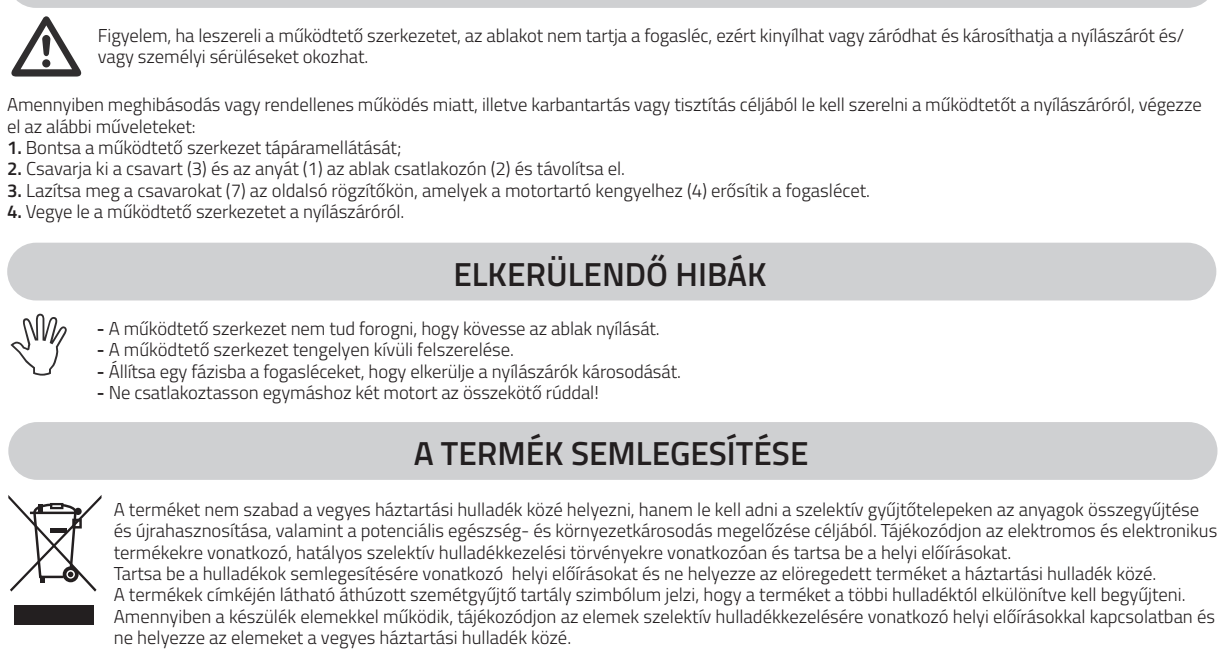 Figyelem, ha leszereli a működtető szerkezetet, az ablakot nem tartja a fogasléc, ezért kinyílhat vagy záródhat és károsíthatja a nyílászárót és/
vagy személyi sérüléseket okozhat.
Amennyiben meghibásodás vagy rendellenes működés miatt, illetve karbantartás vagy tisztítás céljából le kell szerelni a működtetőt a nyílászáróról, végezze
el az alábbi műveleteket:
1. Bontsa a működtető szerkezet tápáramellátását;
2. Csavarja ki a csavart (3) és az anyát (1) az ablak csatlakozón (2) és távolítsa el.
3. Lazítsa meg a csavarokat (7) az oldalsó rögzítőkön, amelyek a motortartó kengyelhez (4) erősítik a fogaslécet.
4. Vegye le a működtető szerkezetet a nyílászáróról.
ELKERÜLENDŐ HIBÁK
- A működtető szerkezet nem tud forogni, hogy kövesse az ablak nyílását.
- A működtető szerkezet tengelyen kívüli felszerelése.
- Állítsa egy fázisba a fogasléceket, hogy elkerülje a nyílászárók károsodását.
- Ne csatlakoztasson egymáshoz két motort az összekötő rúddal!
A TERMÉK SEMLEGESÍTÉSE
A terméket nem szabad a vegyes háztartási hulladék közé helyezni, hanem le kell adni a szelektív gyűjtőtelepeken az anyagok összegyűjtése
és újrahasznosítása, valamint a potenciális egészség- és környezetkárosodás megelőzése céljából. Tájékozódjon az elektromos és elektronikus
termékekre vonatkozó, hatályos szelektív hulladékkezelési törvényekre vonatkozóan és tartsa be a helyi előírásokat.
Tartsa be a hulladékok semlegesítésére vonatkozó helyi előírásokat és ne helyezze az elöregedett terméket a háztartási hulladék közé.
A termékek címkéjén látható áthúzott szemétgyűjtő tartály szimbólum jelzi, hogy a terméket a többi hulladéktól elkülönítve kell begyűjteni.
Amennyiben a készülék elemekkel működik, tájékozódjon az elemek szelektív hulladékkezelésére vonatkozó helyi előírásokkal kapcsolatban és
ne helyezze az elemeket a vegyes háztartási hulladék közé.